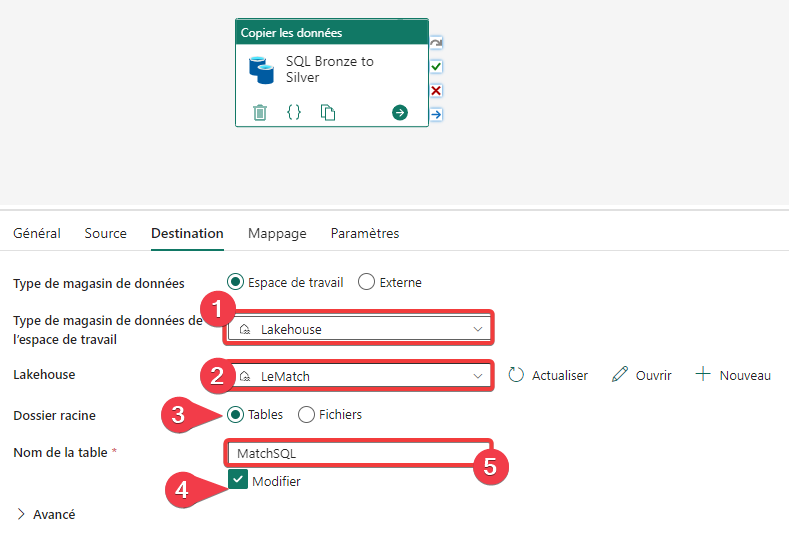 Copier les données
SQL Bronze to
Silver
Général Source Destination Mappage Paramètres
Type de magasin de données Espace de travail Externe
1
Type de magasin de données de
l'espace de travail
Lakehouse
Lakehouse 2 LeMatch Actualiser Ouvrir Nouveau
Dossier racine 3 Tables Fichiers
Nom de la table * MatchSQL 5
4 Modifier
Avancé